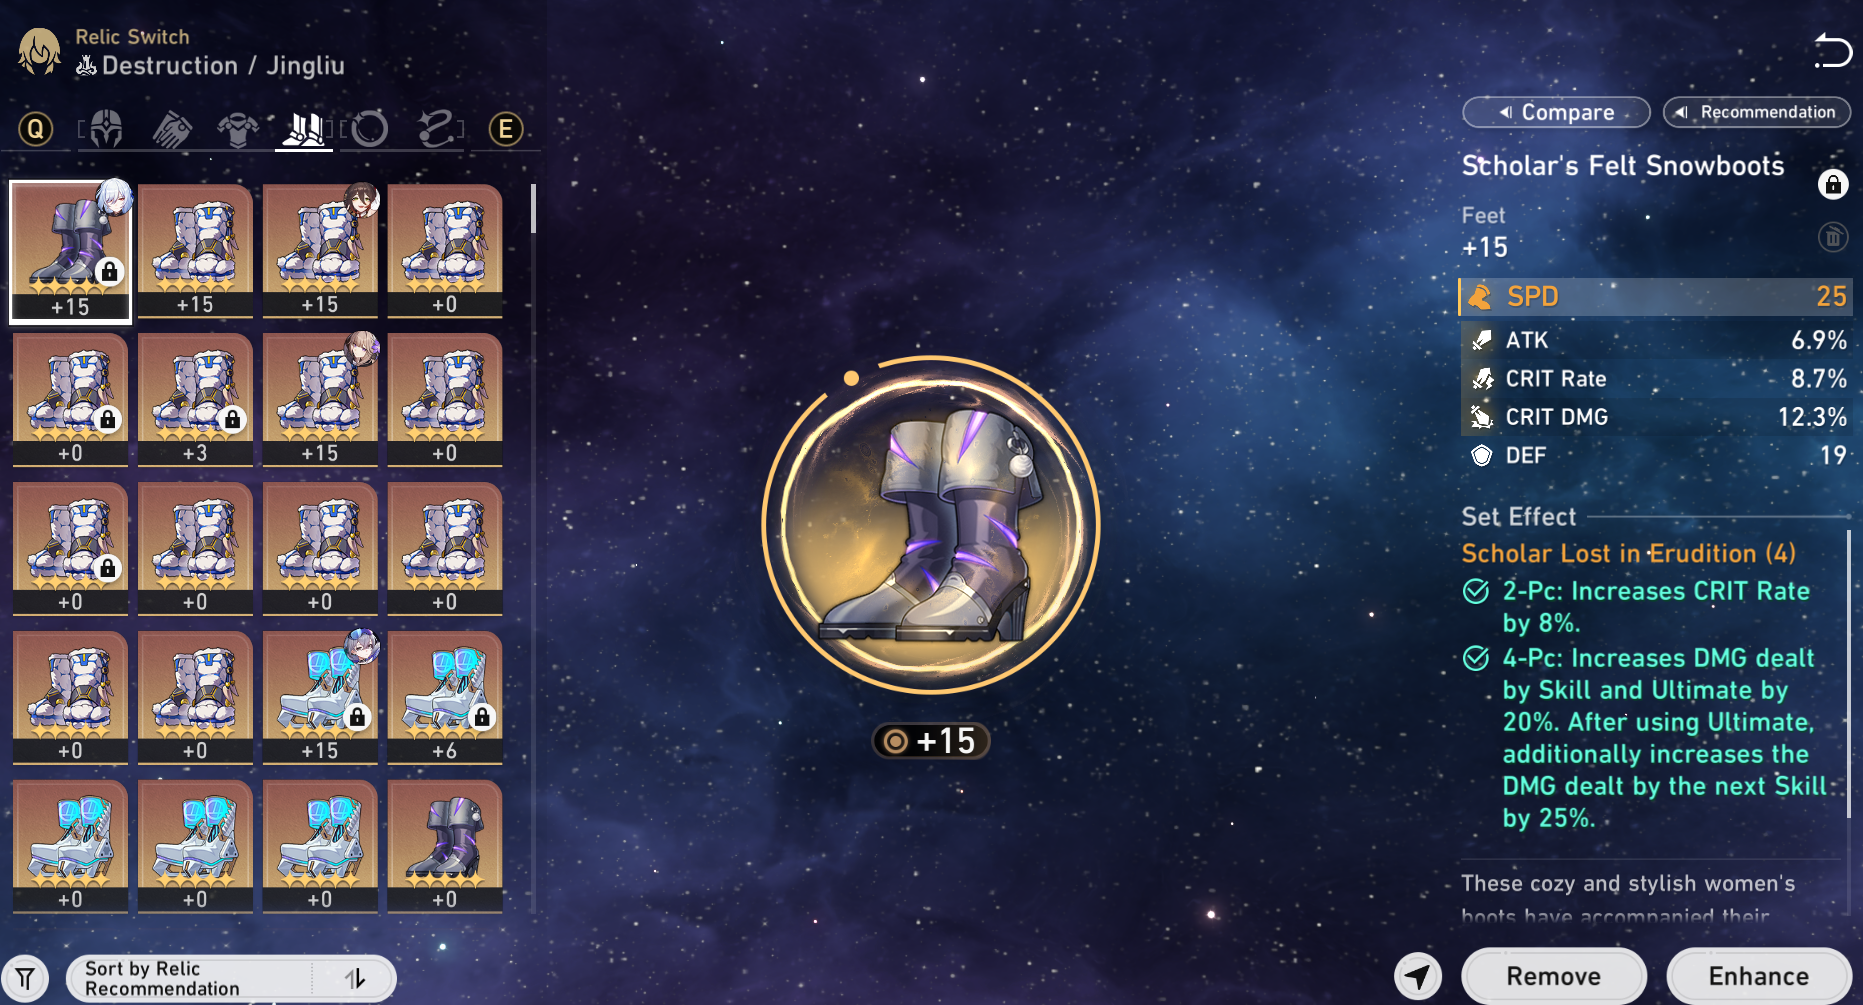 Relic Switch
Destruction / Jingliu
Q
E
+15
+15
+15
+0
+0
+3
+15
+0
+0
+0
+0
+0
+0
+0
+15
+6
+0
+0
+0
+0
Sort by Relic
Recommendation
+15
Compare
Recommendation
Scholar's Felt Snowboots
Feet
+15
SPD 25
ATK 6.9%
CRIT Rate 8.7%
CRIT DMG 12.3%
DEF 19
Set Effect
Scholar Lost in Erudition (4)
2-Pc: Increases CRIT Rate
by 8%.
4-Pc: Increases DMG dealt
by Skill and Ultimate by
20%. After using Ultimate,
additionally increases the
DMG dealt by the next Skill
by 25%.
These cozy and stylish women's
boots have accompanied their
Remove
Enhance